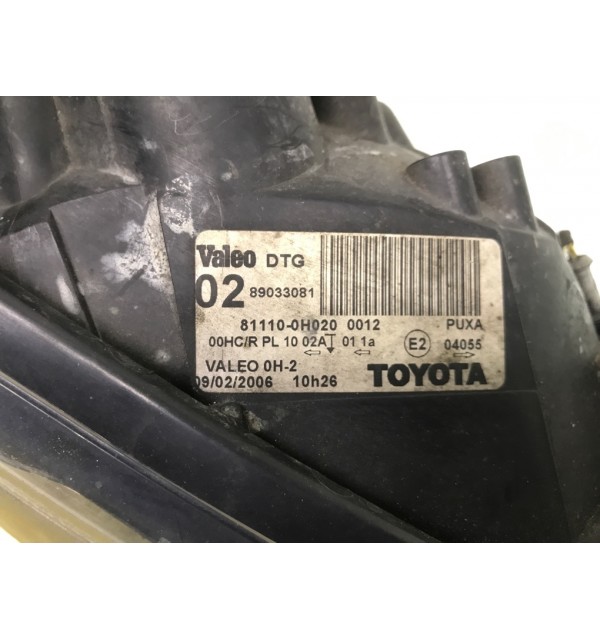 Valeo DTG
02 89033081
81110-0H020 0012 PUXA
00HC/R PL 10 02A 01 1a E2 04055
VALEO 0H-2 TOYOTA
09/02/2006 10h26